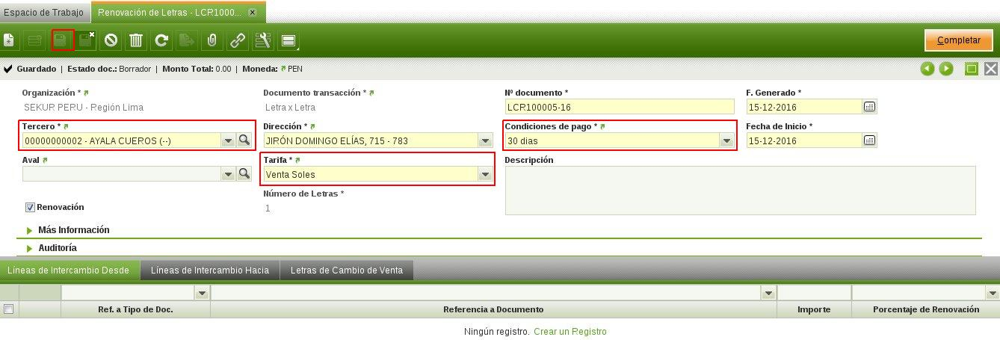 Espacio de Trabajo Renovación de Letras - LCR1000...
Completar
Guardado | Estado doc.: Borrador | Monto Total: 0.00 | Moneda: PEN
Organización * Documento transacción * Nº documento * F. Generado *
SEKUR PERU - Región Lima Letra x Letra LCR100005-16 15-12-2016
Tercero * Dirección * Condiciones de pago * Fecha de Inicio *
00000000002 - AYALA CUEROS (--) JIRÓN DOMINGO ELÍAS, 715 - 783 30 dias 15-12-2016
Aval Tarifa * Descripción
Venta Soles
Número de Letras *
Renovación 1
Más Información
Auditoría
Líneas de Intercambio Desde Líneas de Intercambio Hacia Letras de Cambio de Venta
Ref. a Tipo de Doc. Referencia a Documento Importe Porcentaje de Renovación
Ningún registro. Crear un Registro